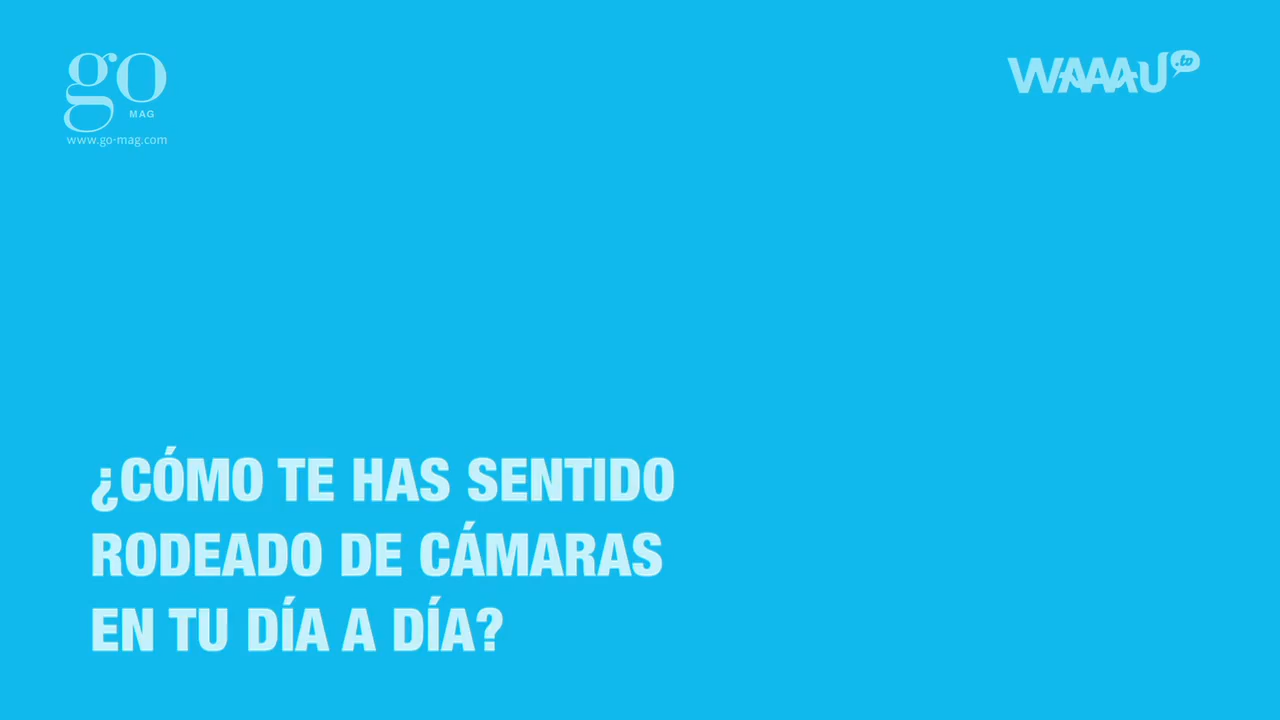 go
MAG
www.go-mag.com
WAAAU.tv
¿CÓMO TE HAS SENTIDO
RODEADO DE CÁMARAS
EN TU DÍA A DÍA?